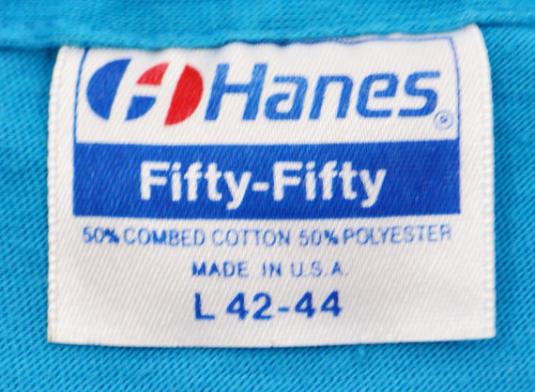 Hanes®
Fifty-Fifty
50% COMBED COTTON 50% POLYESTER
MADE IN U.S.A.
L 42-44